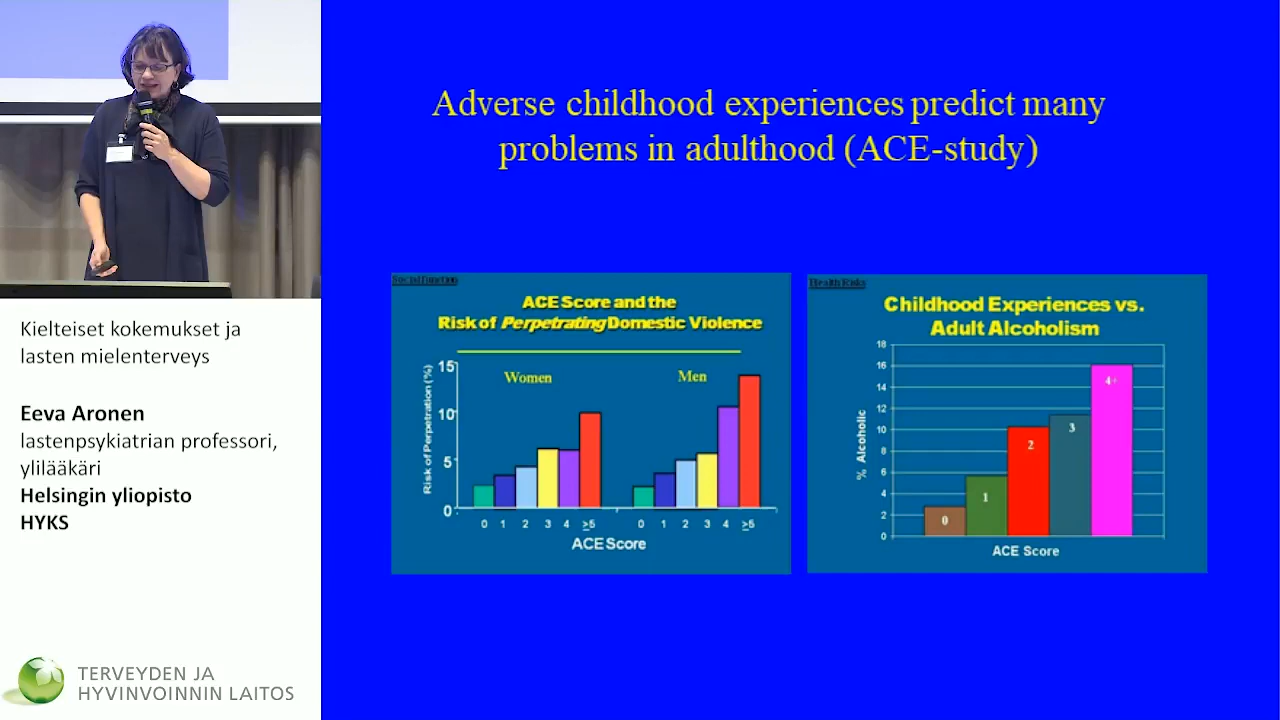 Adverse childhood experiences predict many
problems in adulthood (ACE-study)
Social function
ACE Score and the
Risk of Perpetrating Domestic Violence
Risk of Perpetration (%)
15
10
5
0
Women
Men
0 1 2 3 4 ≥5
0 1 2 3 4 ≥5
ACE Score
Health Risks
Childhood Experiences vs.
Adult Alcoholism
% Alcoholic
18
16
14
12
10
8
6
4
2
0
0
1
2
3
4+
ACE Score
Kielteiset kokemukset ja
lasten mielenterveys
Eeva Aronen
lastenpsykiatrian professori,
ylilääkäri
Helsingin yliopisto
HYKS
TERVEYDEN JA
HYVINVOINNIN LAITOS